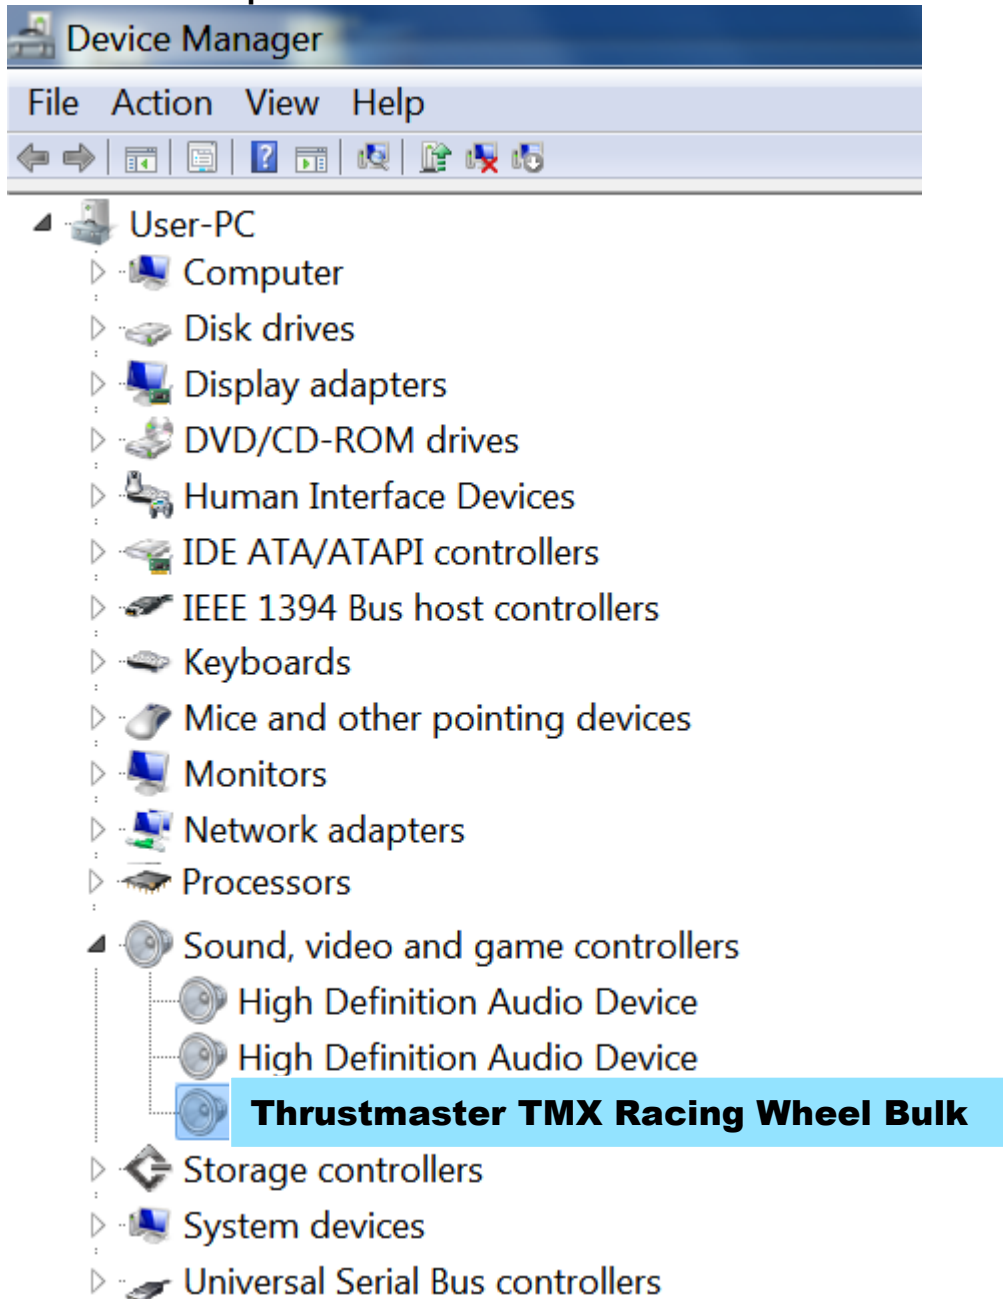 Device Manager
File Action View Help
User-PC
Computer
Disk drives
Display adapters
DVD/CD-ROM drives
Human Interface Devices
IDE ATA/ATAPI controllers
IEEE 1394 Bus host controllers
Keyboards
Mice and other pointing devices
Monitors
Network adapters
Processors
Sound, video and game controllers
High Definition Audio Device
High Definition Audio Device
Thrustmaster TMX Racing Wheel Bulk
Storage controllers
System devices
Universal Serial Bus controllers